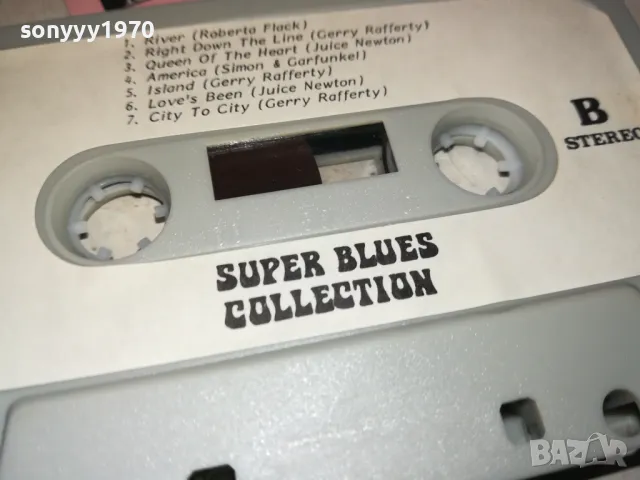 sonyyy1970
1. River (Roberta Flack)
2. Right Down The Line (Gerry Rafferty)
3. Queen Of The Heart (Juice Newton)
4. America (Simon & Garfunkel)
5. Island (Gerry Rafferty)
6. Love's Been (Juice Newton)
7. City To City (Gerry Rafferty)
B
STEREO
SUPER BLUES
COLLECTION
BAZAR